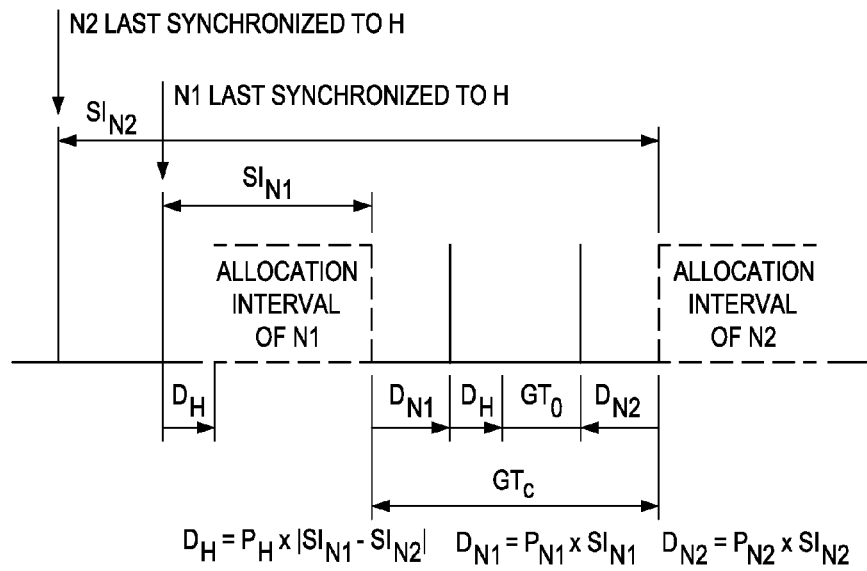 N2 LAST SYNCHRONIZED TO H
N1 LAST SYNCHRONIZED TO H
SI_N2
SI_N1
ALLOCATION
INTERVAL
OF N1
ALLOCATION
INTERVAL
OF N2
D_H
D_N1
D_H
GT_0
D_N2
GT_c
D_H = P_H x |SI_N1 - SI_N2|
D_N1 = P_N1 x SI_N1
D_N2 = P_N2 x SI_N2